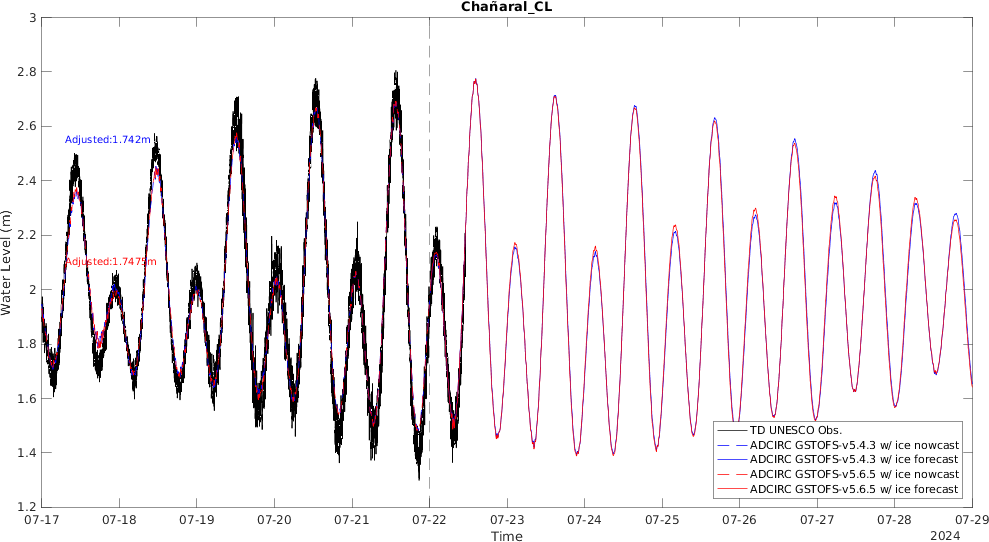 Chañaral_CL
Water Level (m)
3
2.8
2.6
2.4
2.2
2
1.8
1.6
1.4
1.2
Adjusted:1.742m
Adjusted:1.7475m
TD UNESCO Obs.
ADCIRC GSTOFS-v5.4.3 w/ ice nowcast
ADCIRC GSTOFS-v5.4.3 w/ ice forecast
ADCIRC GSTOFS-v5.6.5 w/ ice nowcast
ADCIRC GSTOFS-v5.6.5 w/ ice forecast
07-17 07-18 07-19 07-20 07-21 07-22 07-23 07-24 07-25 07-26 07-27 07-28 07-29
Time
2024